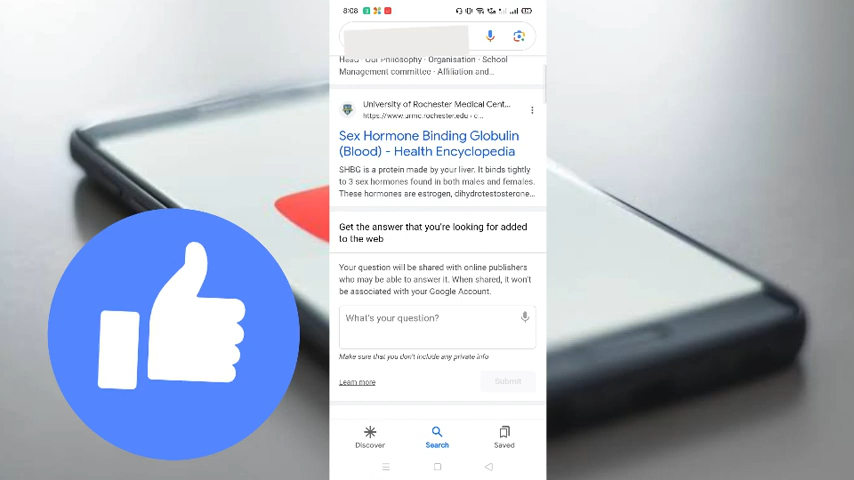 8:08
Head · Our Philosophy · Organisation · School
Management committee · Affiliation and...
University of Rochester Medical Cent...
https://www.urmc.rochester.edu › c...
Sex Hormone Binding Globulin
(Blood) - Health Encyclopedia
SHBG is a protein made by your liver. It binds tightly
to 3 sex hormones found in both males and females.
These hormones are estrogen, dihydrotestosterone...
Get the answer that you're looking for added
to the web
Your question will be shared with online publishers
who may be able to answer it. When shared, it won't
be associated with your Google Account.
What's your question?
Make sure that you don't include any private info
Learn more
Submit
Discover
Search
Saved